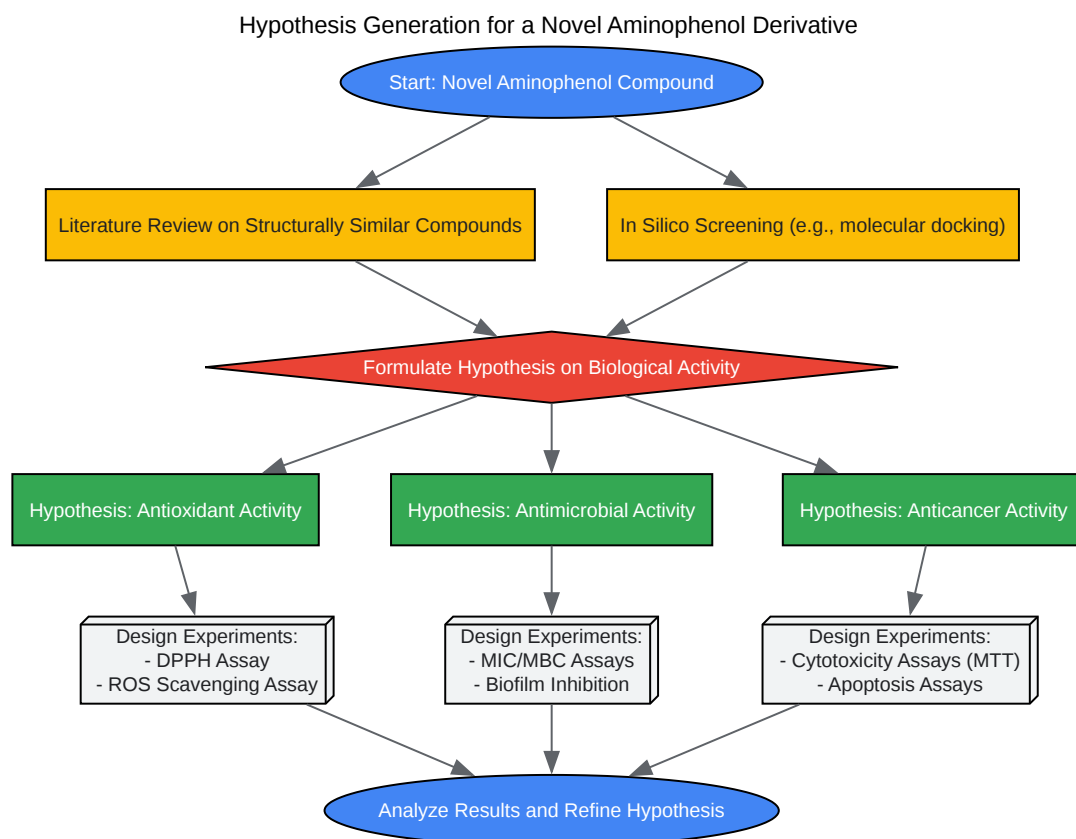 Hypothesis Generation for a Novel Aminophenol Derivative
Start: Novel Aminophenol Compound
Literature Review on Structurally Similar Compounds
In Silico Screening (e.g., molecular docking)
Formulate Hypothesis on Biological Activity
Hypothesis: Antioxidant Activity
Hypothesis: Antimicrobial Activity
Hypothesis: Anticancer Activity
Design Experiments:
- DPPH Assay
- ROS Scavenging Assay
Design Experiments:
- MIC/MBC Assays
- Biofilm Inhibition
Design Experiments:
- Cytotoxicity Assays (MTT)
- Apoptosis Assays
Analyze Results and Refine Hypothesis